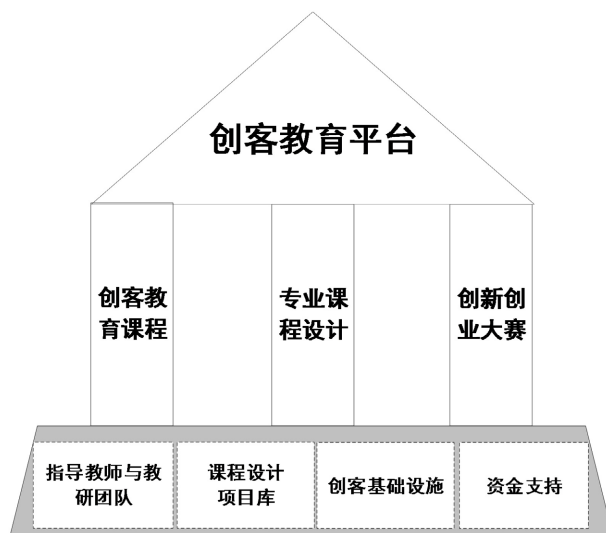 创客教育平台
创客教
育课程
专业课
程设计
创新创
业大赛
指导教师与教
研团队
课程设计
项目库
创客基础设施
资金支持